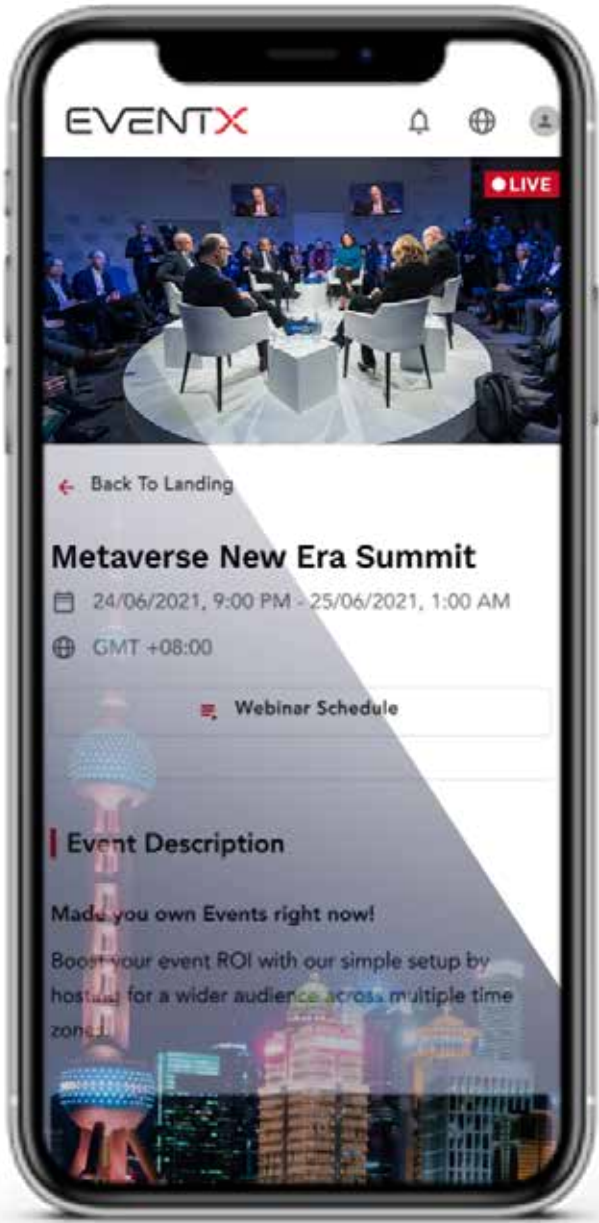 EVENTX
LIVE
Back To Landing
Metaverse New Era Summit
24/06/2021, 9:00 PM - 25/06/2021, 1:00 AM
GMT +08:00
Webinar Schedule
Event Description
Made you own Events right now!
Boost your event ROI with our simple setup by
hosting for a wider audience across multiple time
zones.